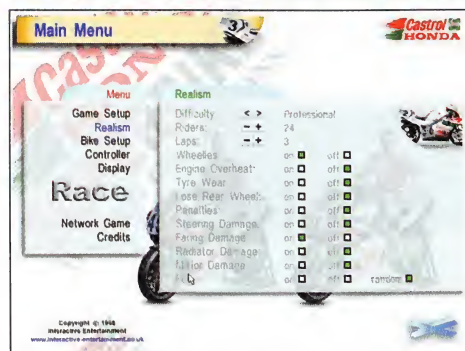 Main Menu
3
Castrol
HONDA
Menu
Game Setup
Realism
Bike Setup
Controller
Display
Race
Network Game
Credits
Realism
Difficulty < > Professional
Riders: - + 24
Laps: - + 3
Wheelies: on off
Engine Overheat: on off
Tyre Wear on off
Lose Rear Wheel: on off
Penalties: on off
Steering Damage: on off
Faring Damage: on off
Radiator Damage: on off
Motor Damage on off
on off random
Copyright © 1998
Interactive Entertainment
www.interactive-entertainment.co.uk